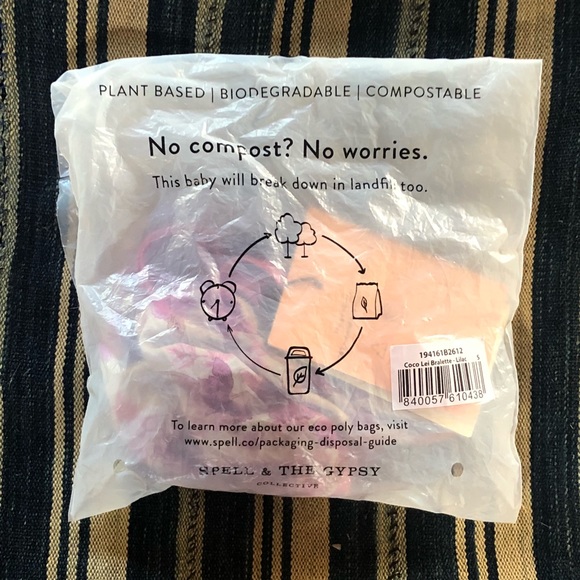 PLANT BASED | BIODEGRADABLE | COMPOSTABLE
No compost? No worries.
This baby will break down in landfill too.
19416182612
Coco Lei Bralette - Lilac
S
840057 610438
To learn more about our eco poly bags, visit
www.spell.co/packaging-disposal-guide
SPELL & THE GYPSY
COLLECTIVE